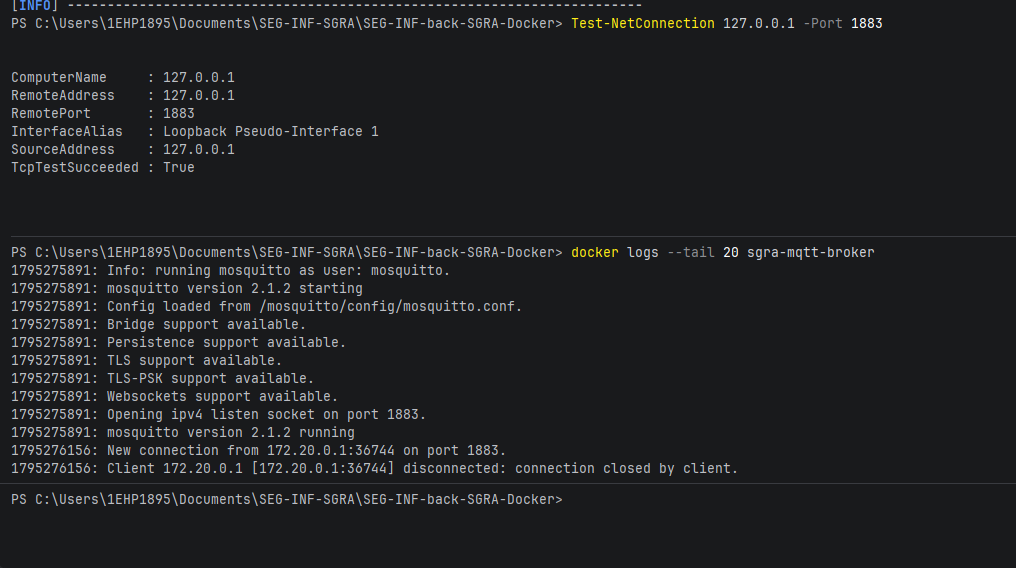 [INFO] ------------------------------------------------------------------------
PS C:\Users\1EHP1895\Documents\SEG-INF-SGRA\SEG-INF-back-SGRA-Docker> Test-NetConnection 127.0.0.1 -Port 1883
ComputerName     : 127.0.0.1
RemoteAddress    : 127.0.0.1
RemotePort       : 1883
InterfaceAlias   : Loopback Pseudo-Interface 1
SourceAddress    : 127.0.0.1
TcpTestSucceeded : True
PS C:\Users\1EHP1895\Documents\SEG-INF-SGRA\SEG-INF-back-SGRA-Docker> docker logs --tail 20 sgra-mqtt-broker
1795275891: Info: running mosquitto as user: mosquitto.
1795275891: mosquitto version 2.1.2 starting
1795275891: Config loaded from /mosquitto/config/mosquitto.conf.
1795275891: Bridge support available.
1795275891: Persistence support available.
1795275891: TLS support available.
1795275891: TLS-PSK support available.
1795275891: Websockets support available.
1795275891: Opening ipv4 listen socket on port 1883.
1795275891: mosquitto version 2.1.2 running
1795276156: New connection from 172.20.0.1:36744 on port 1883.
1795276156: Client 172.20.0.1 [172.20.0.1:36744] disconnected: connection closed by client.
PS C:\Users\1EHP1895\Documents\SEG-INF-SGRA\SEG-INF-back-SGRA-Docker>